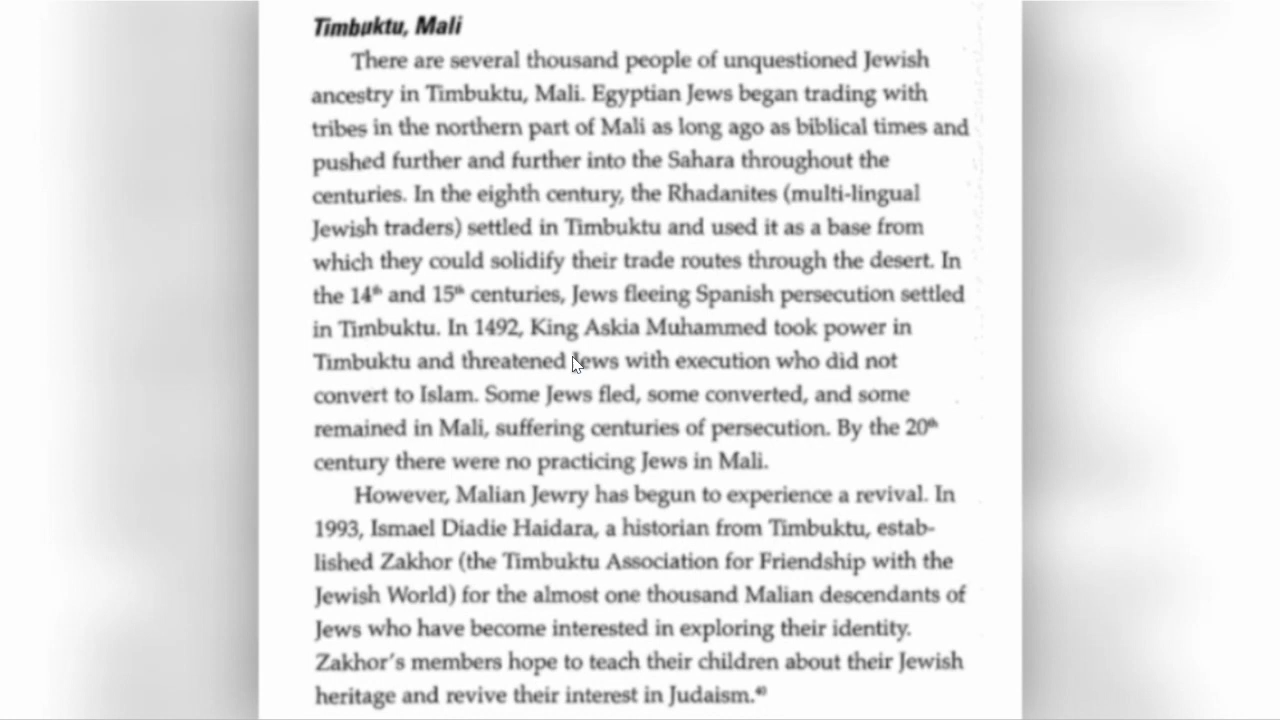 Timbuktu, Mali
There are several thousand people of unquestioned Jewish
ancestry in Timbuktu, Mali. Egyptian Jews began trading with
tribes in the northern part of Mali as long ago as biblical times and
pushed further and further into the Sahara throughout the
centuries. In the eighth century, the Rhadanites (multi-lingual
Jewish traders) settled in Timbuktu and used it as a base from
which they could solidify their trade routes through the desert. In
the 14th and 15th centuries, Jews fleeing Spanish persecution settled
in Timbuktu. In 1492, King Askia Muhammed took power in
Timbuktu and threatened Jews with execution who did not
convert to Islam. Some Jews fled, some converted, and some
remained in Mali, suffering centuries of persecution. By the 20th
century there were no practicing Jews in Mali.
However, Malian Jewry has begun to experience a revival. In
1993, Ismael Diadie Haidara, a historian from Timbuktu, estab-
lished Zakhor (the Timbuktu Association for Friendship with the
Jewish World) for the almost one thousand Malian descendants of
Jews who have become interested in exploring their identity.
Zakhor's members hope to teach their children about their Jewish
heritage and revive their interest in Judaism.